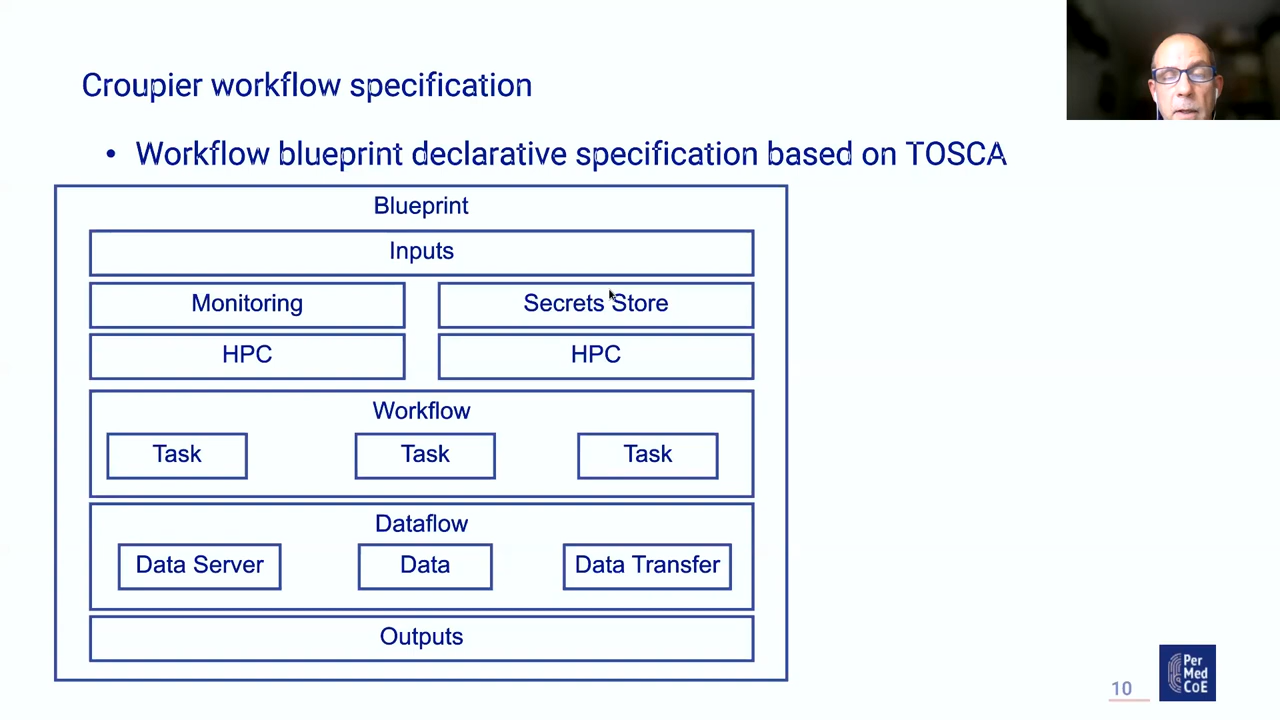 Croupier workflow specification
• Workflow blueprint declarative specification based on TOSCA
Blueprint
Inputs
Monitoring
Secrets Store
HPC
HPC
Workflow
Task
Task
Task
Dataflow
Data Server
Data
Data Transfer
Outputs
10
Per
Med
CoE